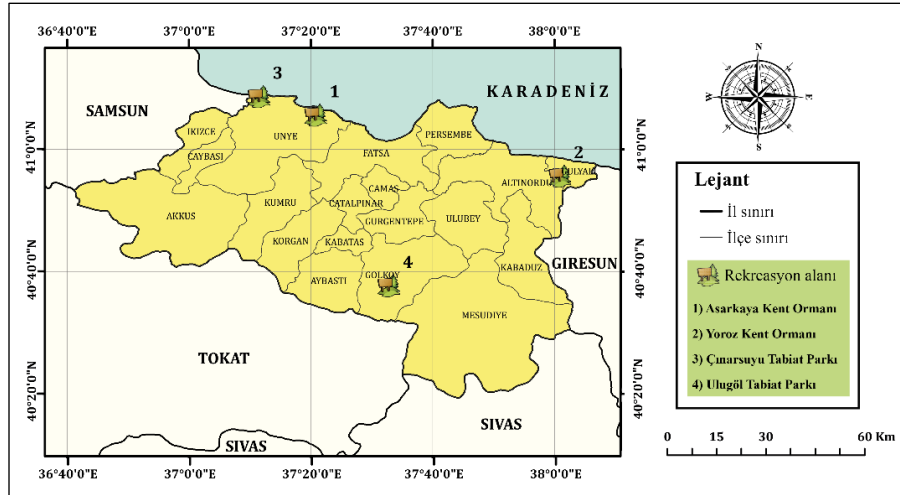 36°40'0"E 37°0'0"E 37°20'0"E 37°40'0"E 38°0'0"E
41°0'0"N
40°40'0"N
40°20'0"N
41°0'0"N
40°40'0"N
40°20'0"N
3
1
KARADENİZ
SAMSUN
IKIZCE
UNYE
PERSEMBE
CAYBASI
FATSA
2
GULYALI
ALTINORDU
CAMAS
AKKUS
KUMRU
CATALPINAR
GURGENTEPE
ULUBEY
KORGAN
KABATAS
4
GIRESUN
AYBASTI
GOLKOY
KABADUZ
MESUDIYE
TOKAT
SIVAS
SIVAS
36°40'0"E 37°0'0"E 37°20'0"E 37°40'0"E 38°0'0"E
N
W
E
S
Lejant
İl sınırı
İlçe sınırı
Rekreasyon alanı
1) Asarkaya Kent Ormanı
2) Yoroz Kent Ormanı
3) Çınarsuyu Tabiat Parkı
4) Ulugöl Tabiat Parkı
0 15 30 60 Km